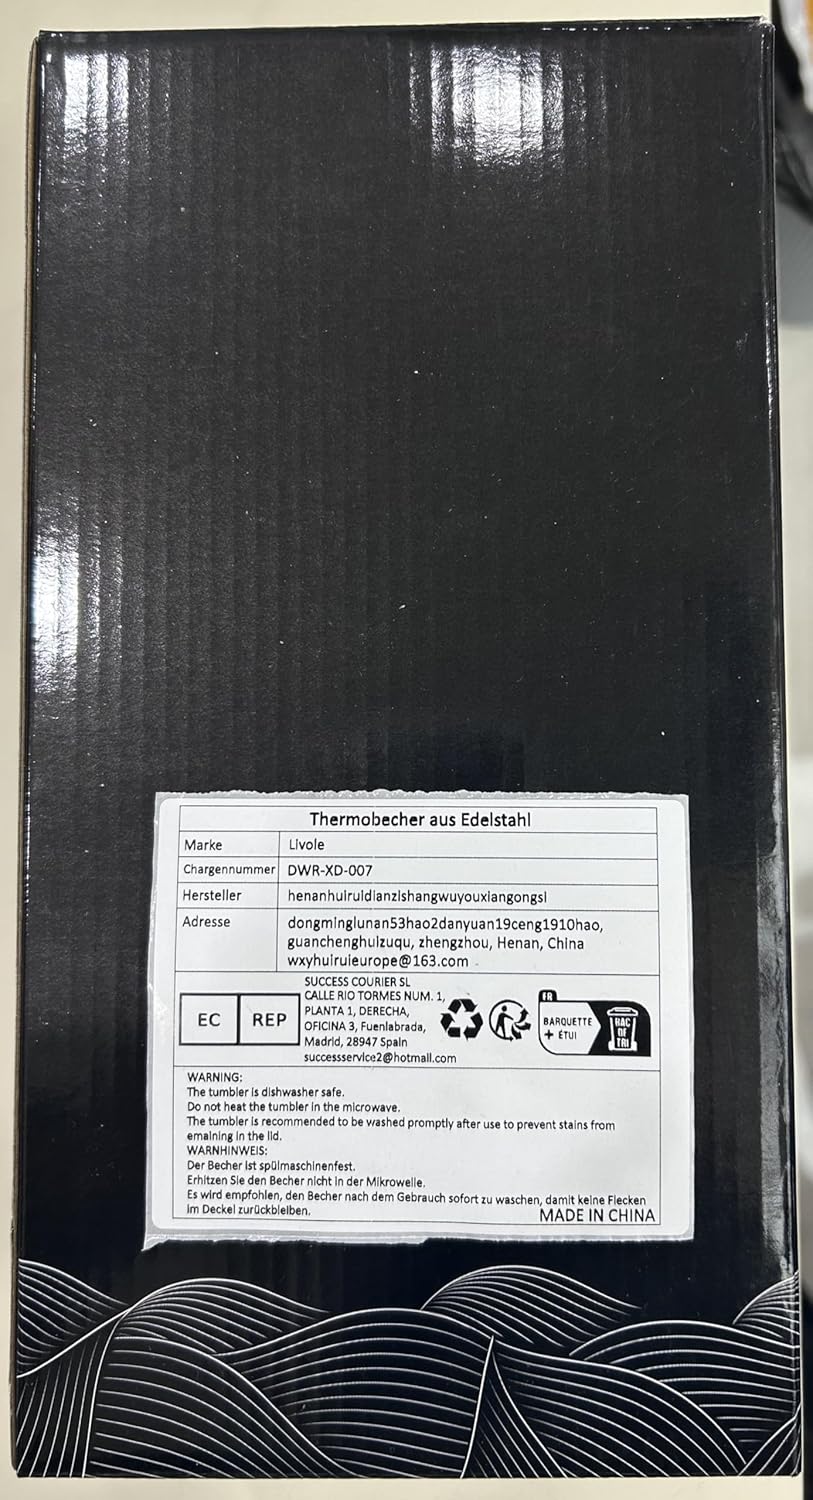 Thermobecher aus Edelstahl
Marke Livole
Chargennummer DWR-XD-007
Hersteller henanhuiruidianzishangwuyouxiangongsi
Adresse dongminglunan53hao2danyuan19ceng1910hao,
guanchenghuizuqu, zhengzhou, Henan, China
wxyhuiruieurope@163.com
EC REP
SUCCESS COURIER SL
CALLE RIO TORMES NUM. 1,
PLANTA 1, DERECHA,
OFICINA 3, Fuenlabrada,
Madrid, 28947 Spain
successservice2@hotmail.com
FR
BARQUETTE
+ ÉTUI
BAC
DE
TRI
WARNING:
The tumbler is dishwasher safe.
Do not heat the tumbler in the microwave.
The tumbler is recommended to be washed promptly after use to prevent stains from
emaining in the lid.
WARNHINWEIS:
Der Becher ist spülmaschinenfest.
Erhitzen Sie den Becher nicht in der Mikrowelle.
Es wird empfohlen, den Becher nach dem Gebrauch sofort zu waschen, damit keine Flecken
im Deckel zurückbleiben.
MADE IN CHINA